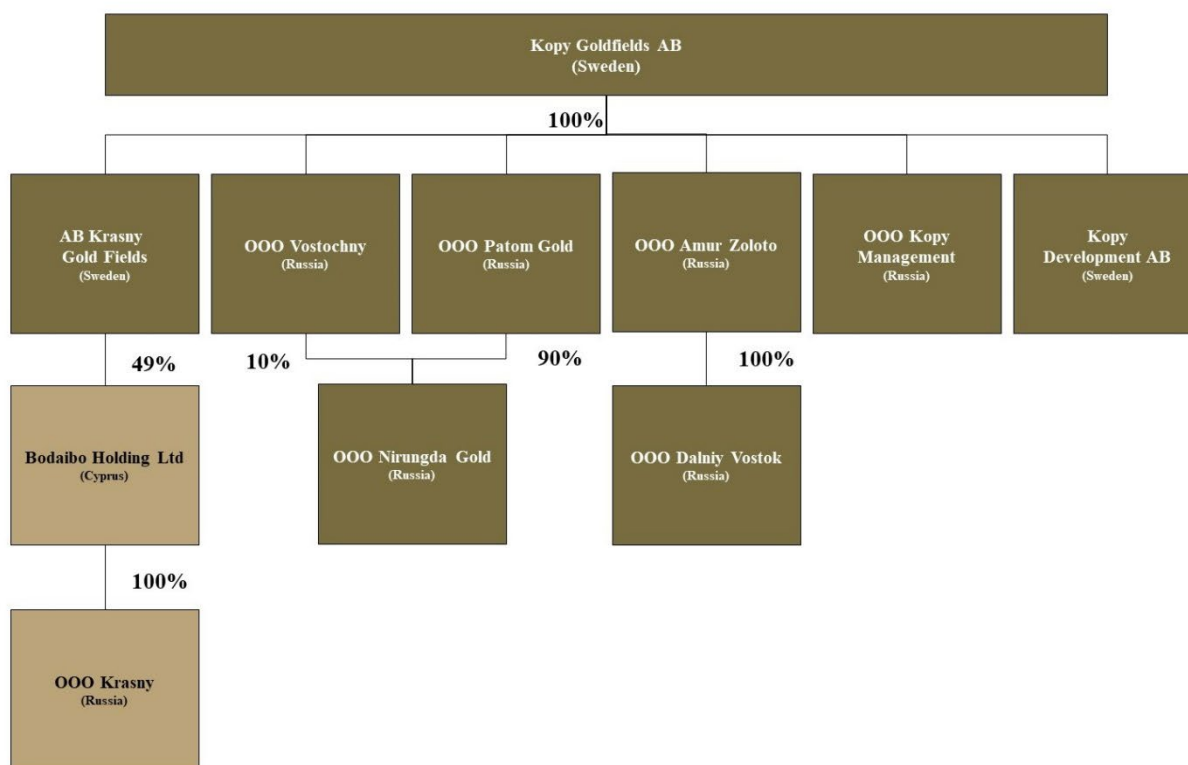 Kopy Goldfields AB
(Sweden)
100%
AB Krasny
Gold Fields
(Sweden)
OOO Vostochny
(Russia)
OOO Patom Gold
(Russia)
OOO Amur Zoloto
(Russia)
OOO Kopy
Management
(Russia)
Kopy
Development AB
(Sweden)
49%
10%
90%
100%
Bodaibo Holding Ltd
(Cyprus)
OOO Nirungda Gold
(Russia)
OOO Dalniy Vostok
(Russia)
100%
OOO Krasny
(Russia)